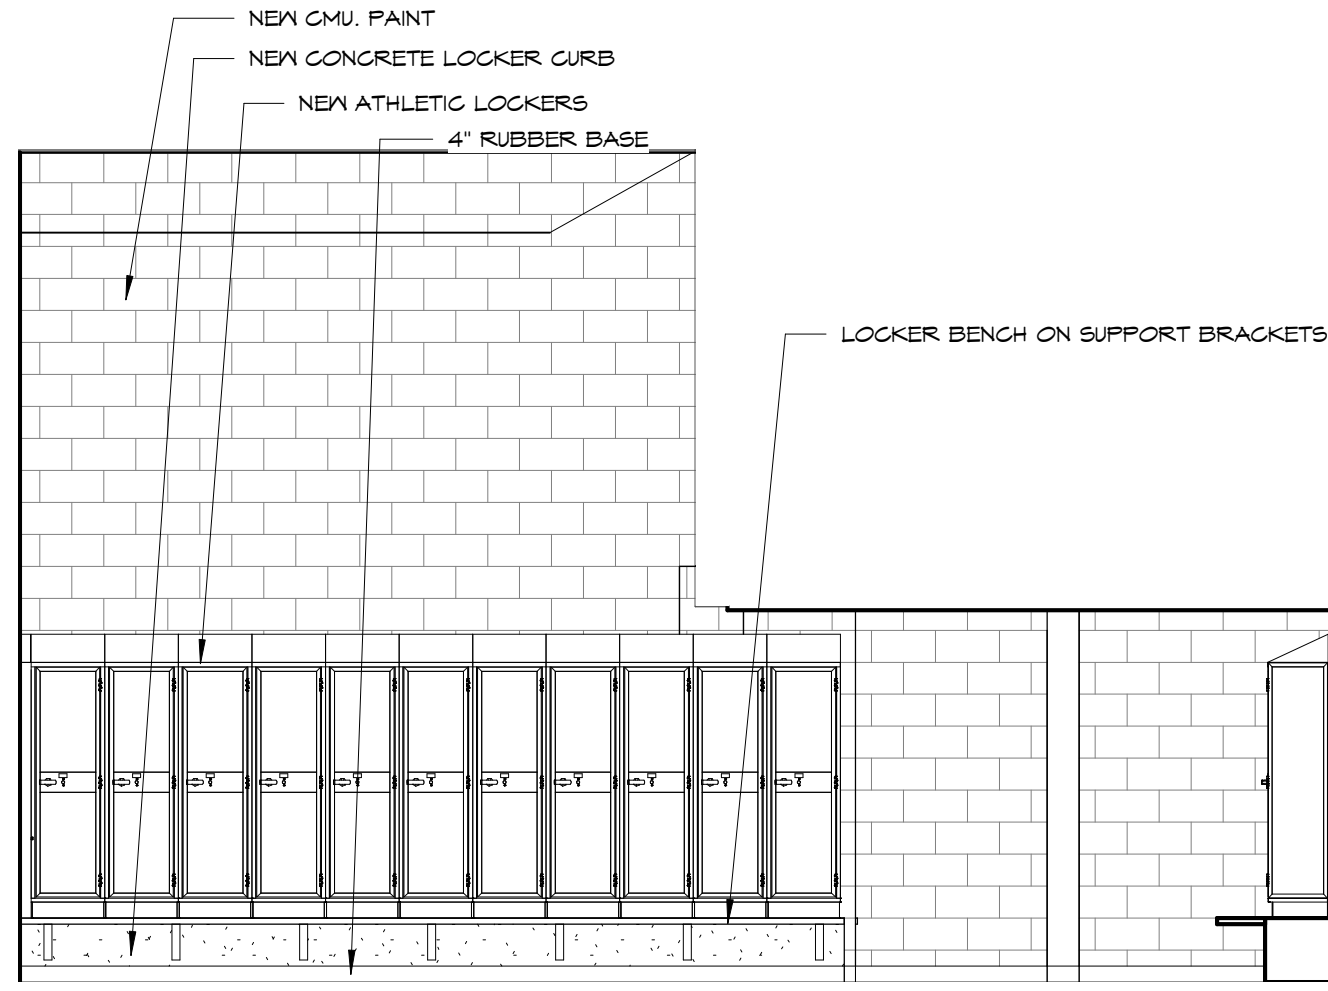 NEW CMU. PAINT
NEW CONCRETE LOCKER CURB
NEW ATHLETIC LOCKERS
4" RUBBER BASE
LOCKER BENCH ON SUPPORT BRACKETS